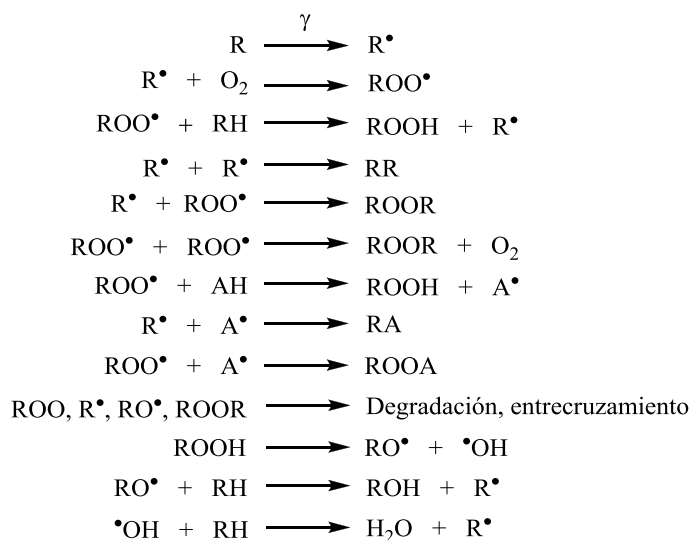 R γ⟶ R•
R• + O₂ ⟶ ROO•
ROO• + RH ⟶ ROOH + R•
R• + R• ⟶ RR
R• + ROO• ⟶ ROOR
ROO• + ROO• ⟶ ROOR + O₂
ROO• + AH ⟶ ROOH + A•
R• + A• ⟶ RA
ROO• + A• ⟶ ROOA
ROO, R•, RO•, ROOR ⟶ Degradación, entrecruzamiento
ROOH ⟶ RO• + •OH
RO• + RH ⟶ ROH + R•
•OH + RH ⟶ H₂O + R•